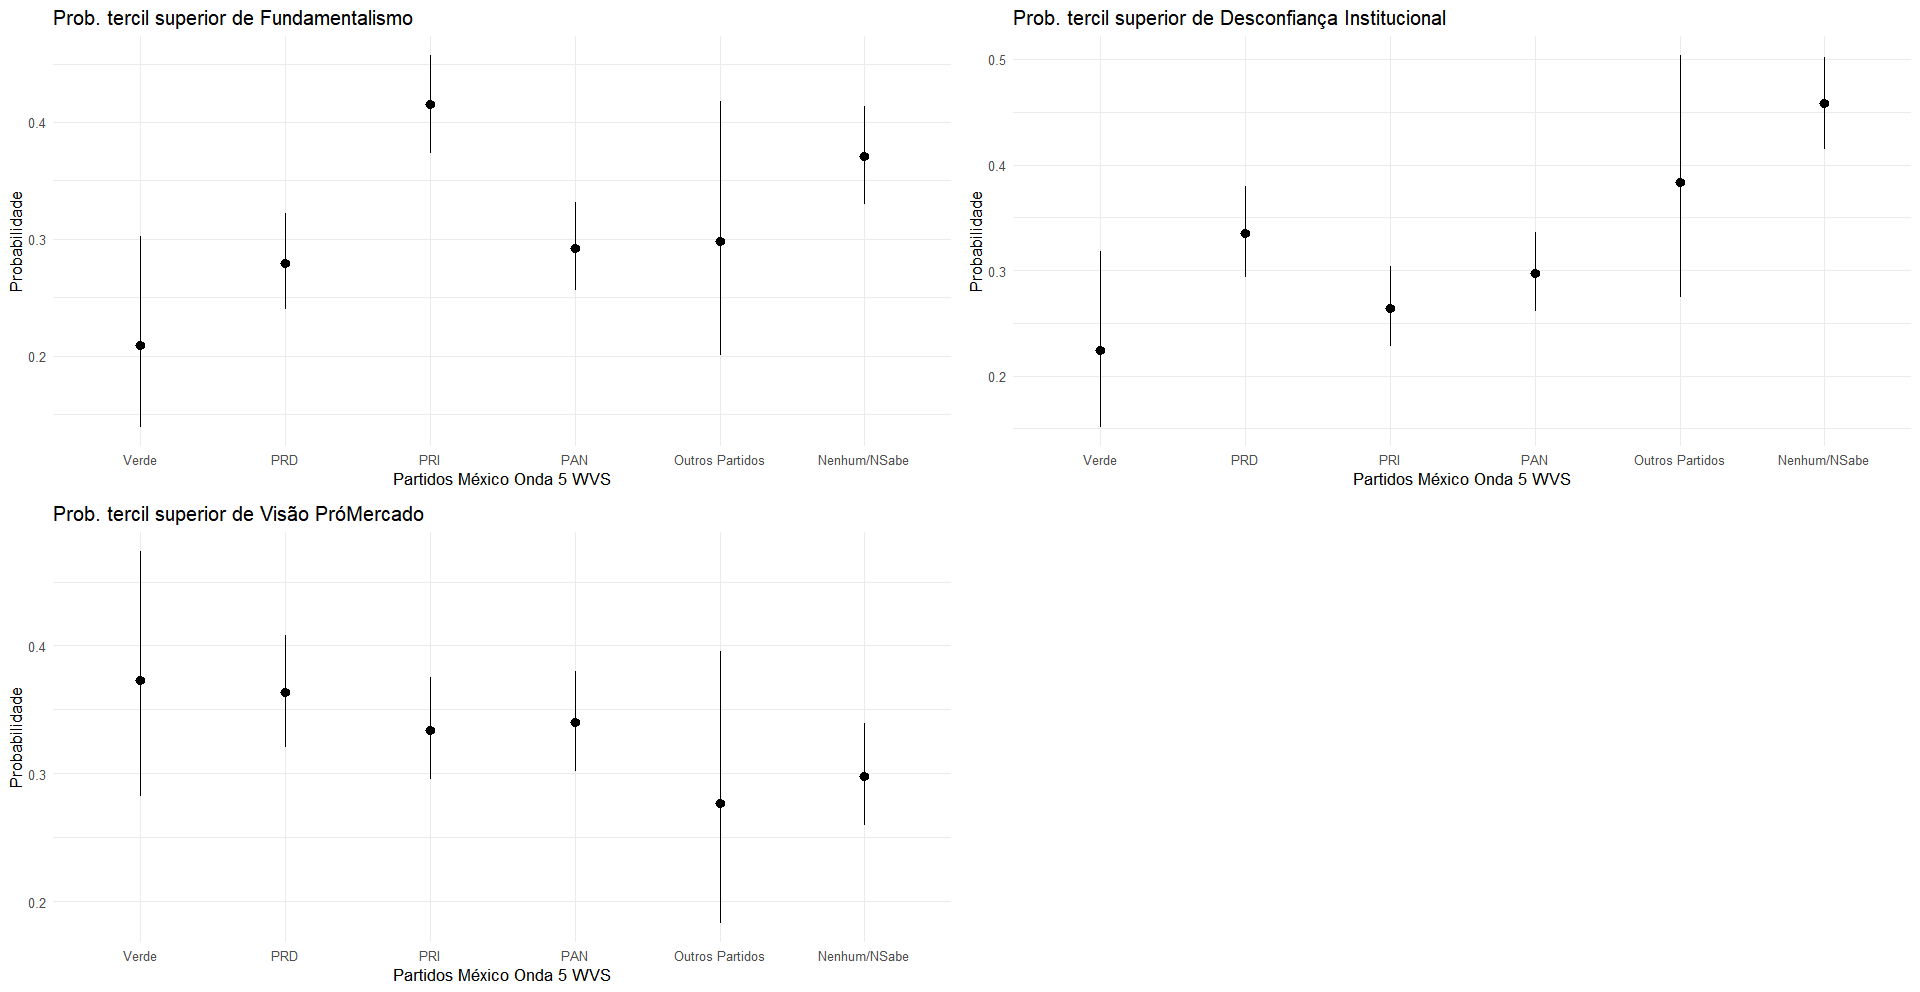 Prob. tercil superior de Fundamentalismo
Probabilidade
0.4
0.3
0.2
Verde PRD PRI PAN Outros Partidos Nenhum/NSabe
Partidos México Onda 5 WVS
Prob. tercil superior de Desconfiança Institucional
Probabilidade
0.5
0.4
0.3
0.2
Verde PRD PRI PAN Outros Partidos Nenhum/NSabe
Partidos México Onda 5 WVS
Prob. tercil superior de Visão PróMercado
Probabilidade
0.4
0.3
0.2
Verde PRD PRI PAN Outros Partidos Nenhum/NSabe
Partidos México Onda 5 WVS